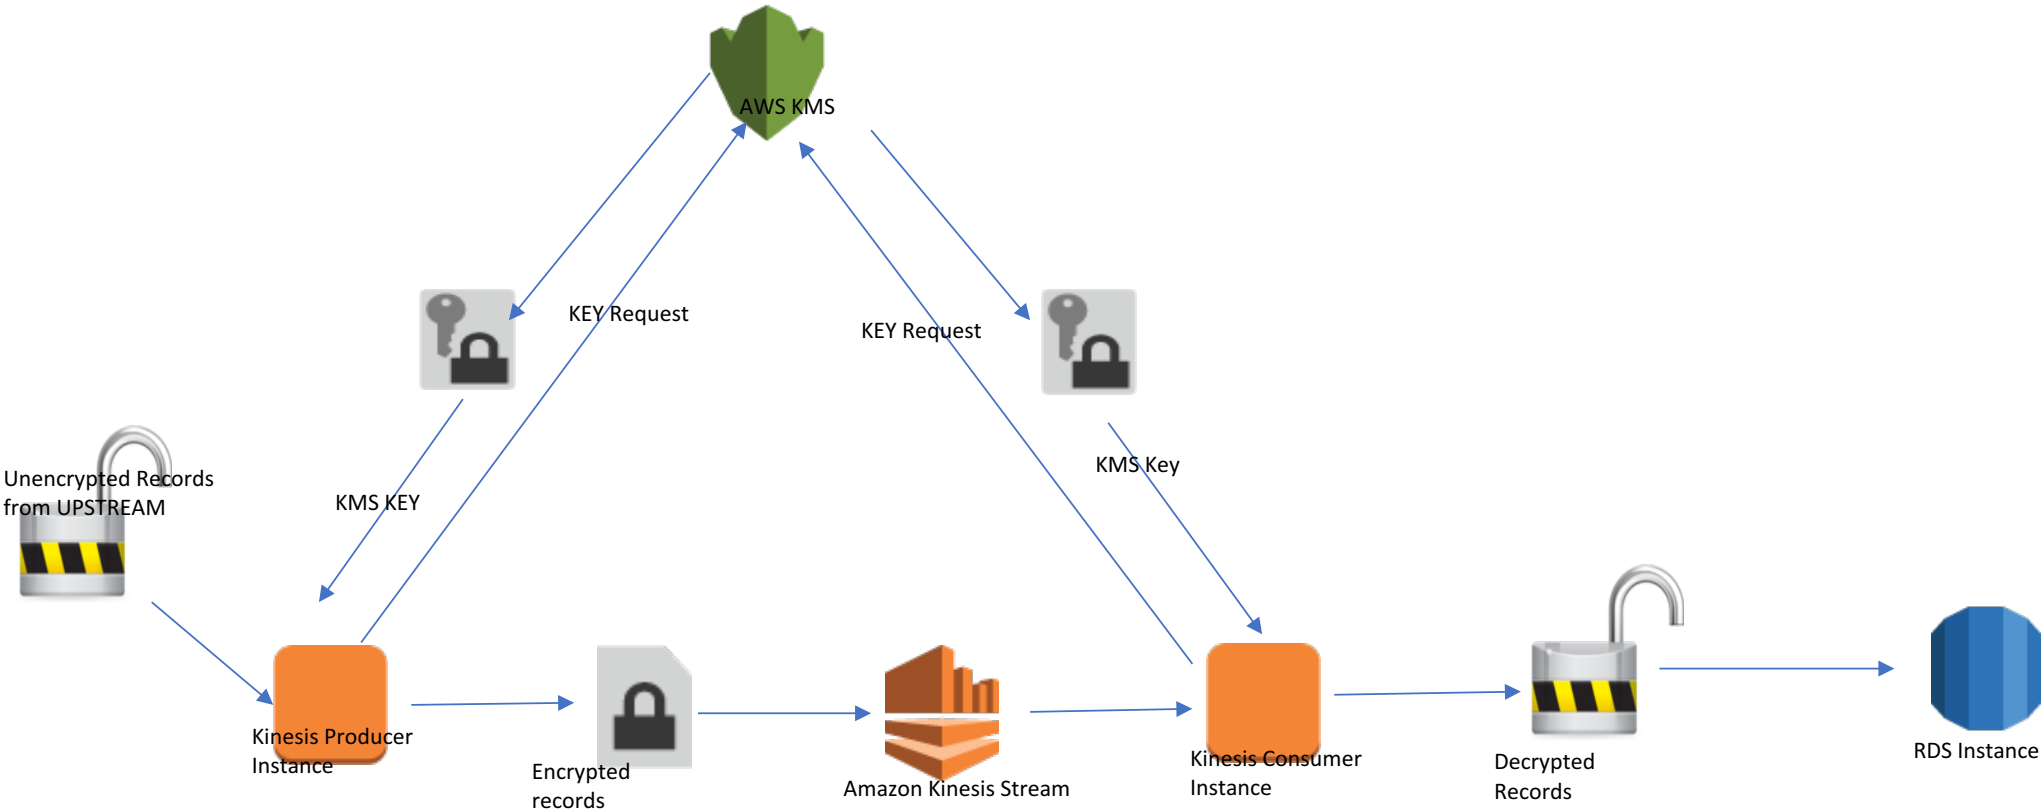 AWS KMS
KEY Request
KEY Request
KMS Key
Unencrypted Records
from UPSTREAM
KMS KEY
Kinesis Producer
Instance
Encrypted
records
Amazon Kinesis Stream
Kinesis Consumer
Instance
Decrypted
Records
RDS Instance